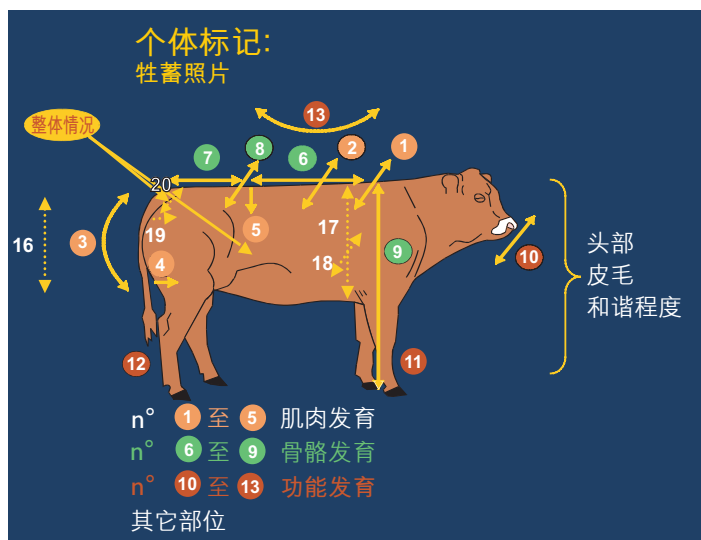 个体标记:
牲蓄照片
13
整体情况
7
8
6
2
1
20
3
16
19
5
17
18
4
9
10
头部
皮毛
和谐程度
12
11
n° 1 至 5 肌肉发育
n° 6 至 9 骨骼发育
n° 10 至 13 功能发育
其它部位